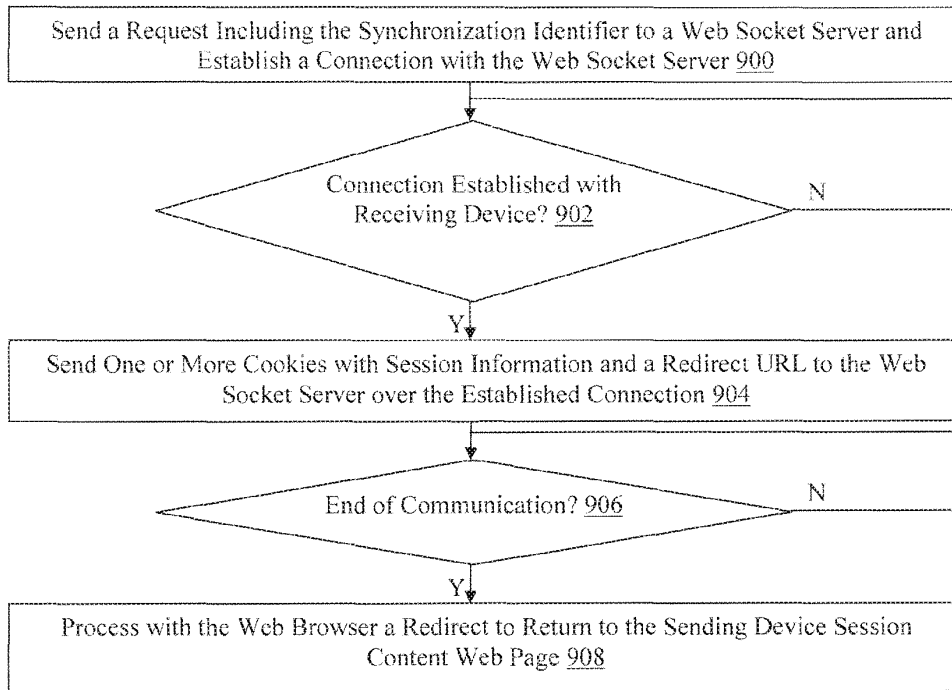 Send a Request Including the Synchronization Identifier to a Web Socket Server and
Establish a Connection with the Web Socket Server 900
Connection Established with
Receiving Device? 902
N
Y
Send One or More Cookies with Session Information and a Redirect URL to the Web
Socket Server over the Established Connection 904
End of Communication? 906
N
Y
Process with the Web Browser a Redirect to Return to the Sending Device Session
Content Web Page 908